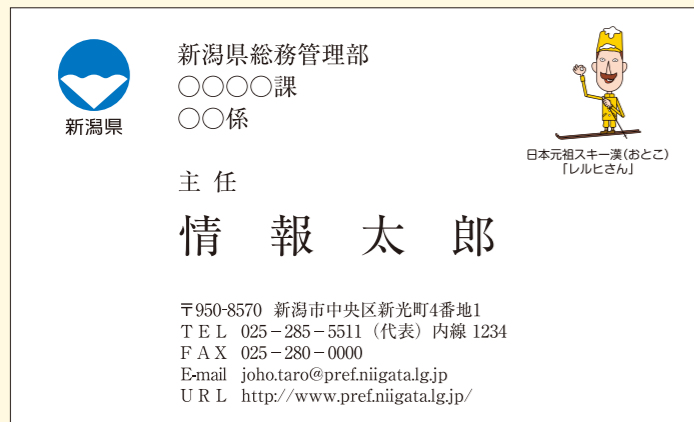 新潟県
新潟県総務管理部
○○○○課
○○係
日本元祖スキー漢(おとこ)
「レルヒさん」
主 任
情 報 太 郎
〒950-8570 新潟市中央区新光町4番地1
TEL 025−285−5511（代表）内線 1234
FAX 025−280−0000
E-mail joho.taro@pref.niigata.lg.jp
URL http://www.pref.niigata.lg.jp/